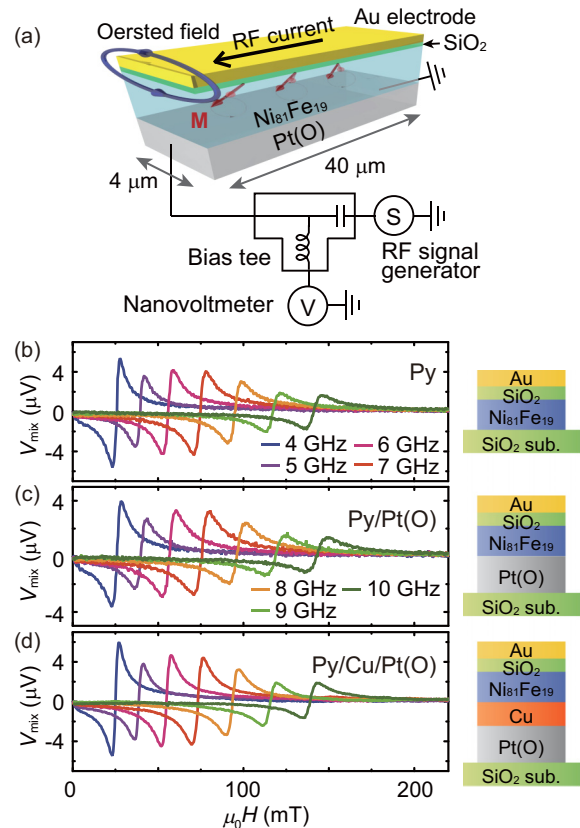 (a)
Oersted field
RF current
Au electrode
SiO₂
M
Ni₈₁Fe₁₉
Pt(O)
4 μm
40 μm
Bias tee
S
RF signal
generator
Nanovoltmeter
V
(b)
Py
V_mix (μV)
4
0
-4
4 GHz
5 GHz
6 GHz
7 GHz
Au
SiO₂
Ni₈₁Fe₁₉
SiO₂ sub.
(c)
Py/Pt(O)
V_mix (μV)
4
0
-4
8 GHz
9 GHz
10 GHz
Au
SiO₂
Ni₈₁Fe₁₉
Pt(O)
SiO₂ sub.
(d)
Py/Cu/Pt(O)
V_mix (μV)
4
0
-4
0
100
200
μ₀H (mT)
Au
SiO₂
Ni₈₁Fe₁₉
Cu
Pt(O)
SiO₂ sub.